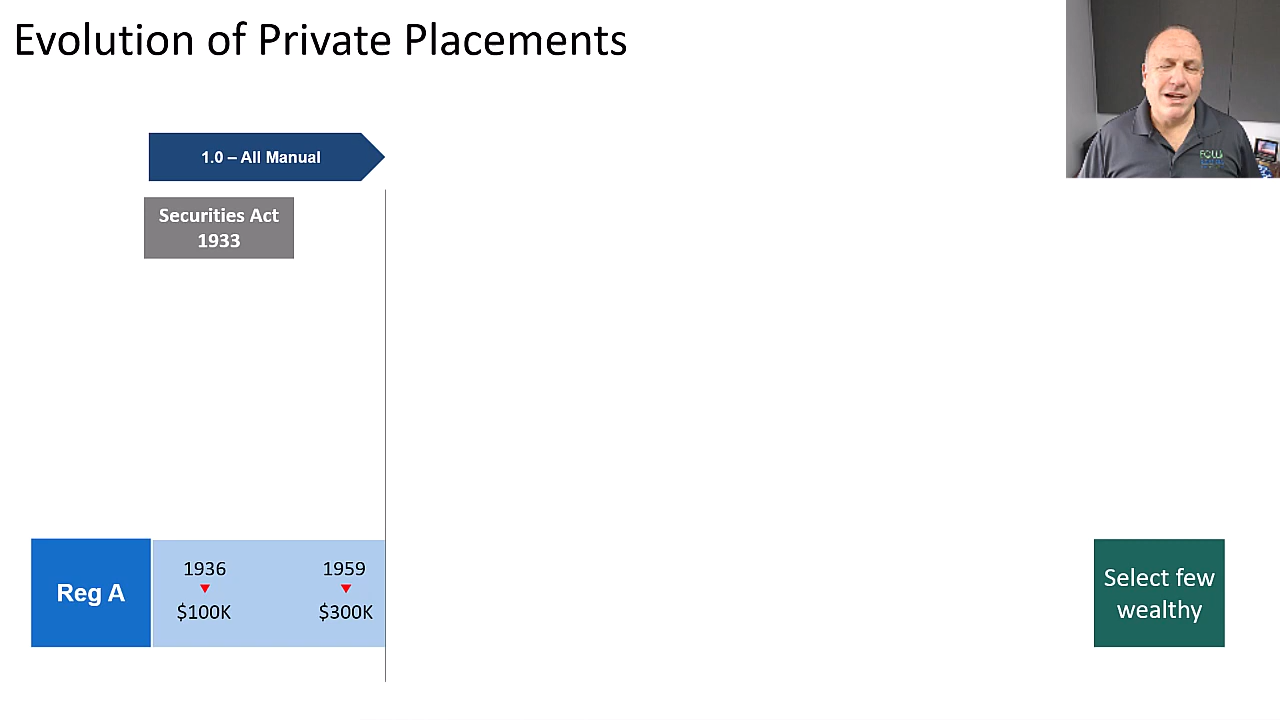 Evolution of Private Placements
1.0 – All Manual
Securities Act
1933
Reg A
1936
1959
$100K
$300K
Select few
wealthy